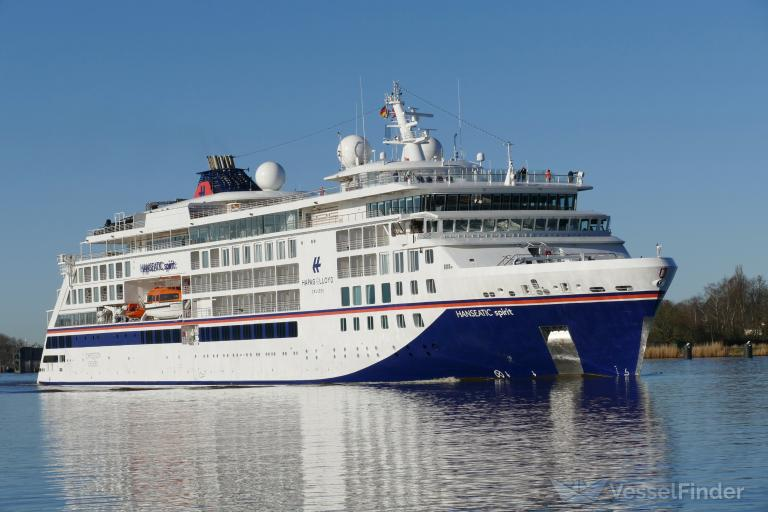 HANSEATIC spirit
HAPAG LLOYD
CRUISES
HANSEATIC spirit
VesselFinder